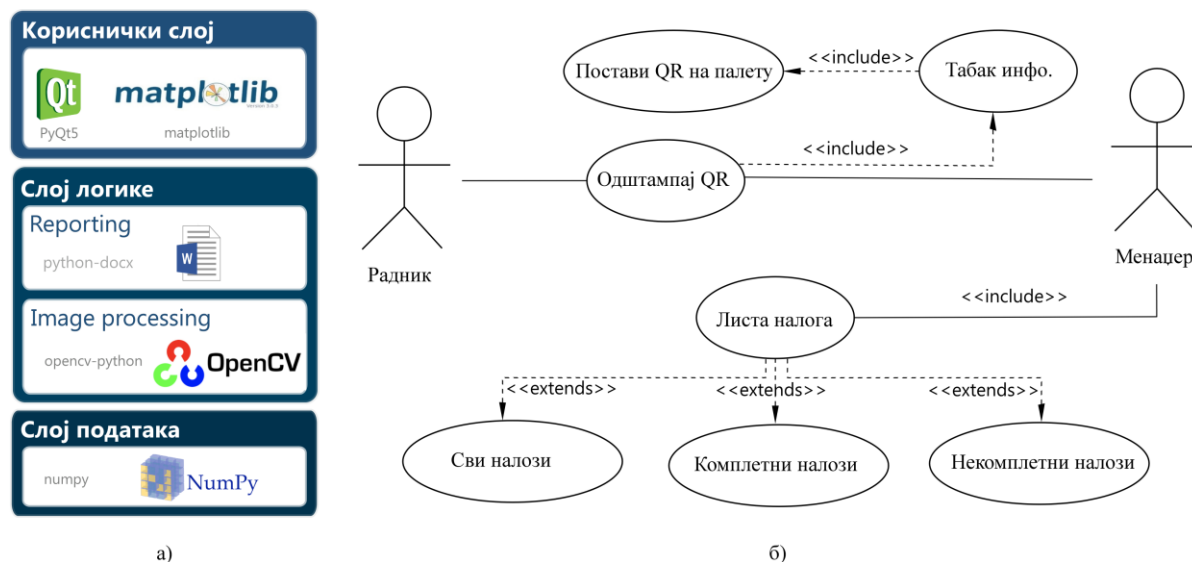 Кориснички слој
Qt
matplotlib
PyQt5
matplotlib
Слој логике
Reporting
python-docx
W
Image processing
opencv-python
OpenCV
Слој података
numpy
NumPy
а)
Постави QR на палету
<<include>>
Табак инфо.
<<include>>
Одштампај QR
Радник
Менаџер
<<include>>
Листа налога
<<extends>>
<<extends>>
<<extends>>
Сви налози
Комплетни налози
Некомплетни налози
б)